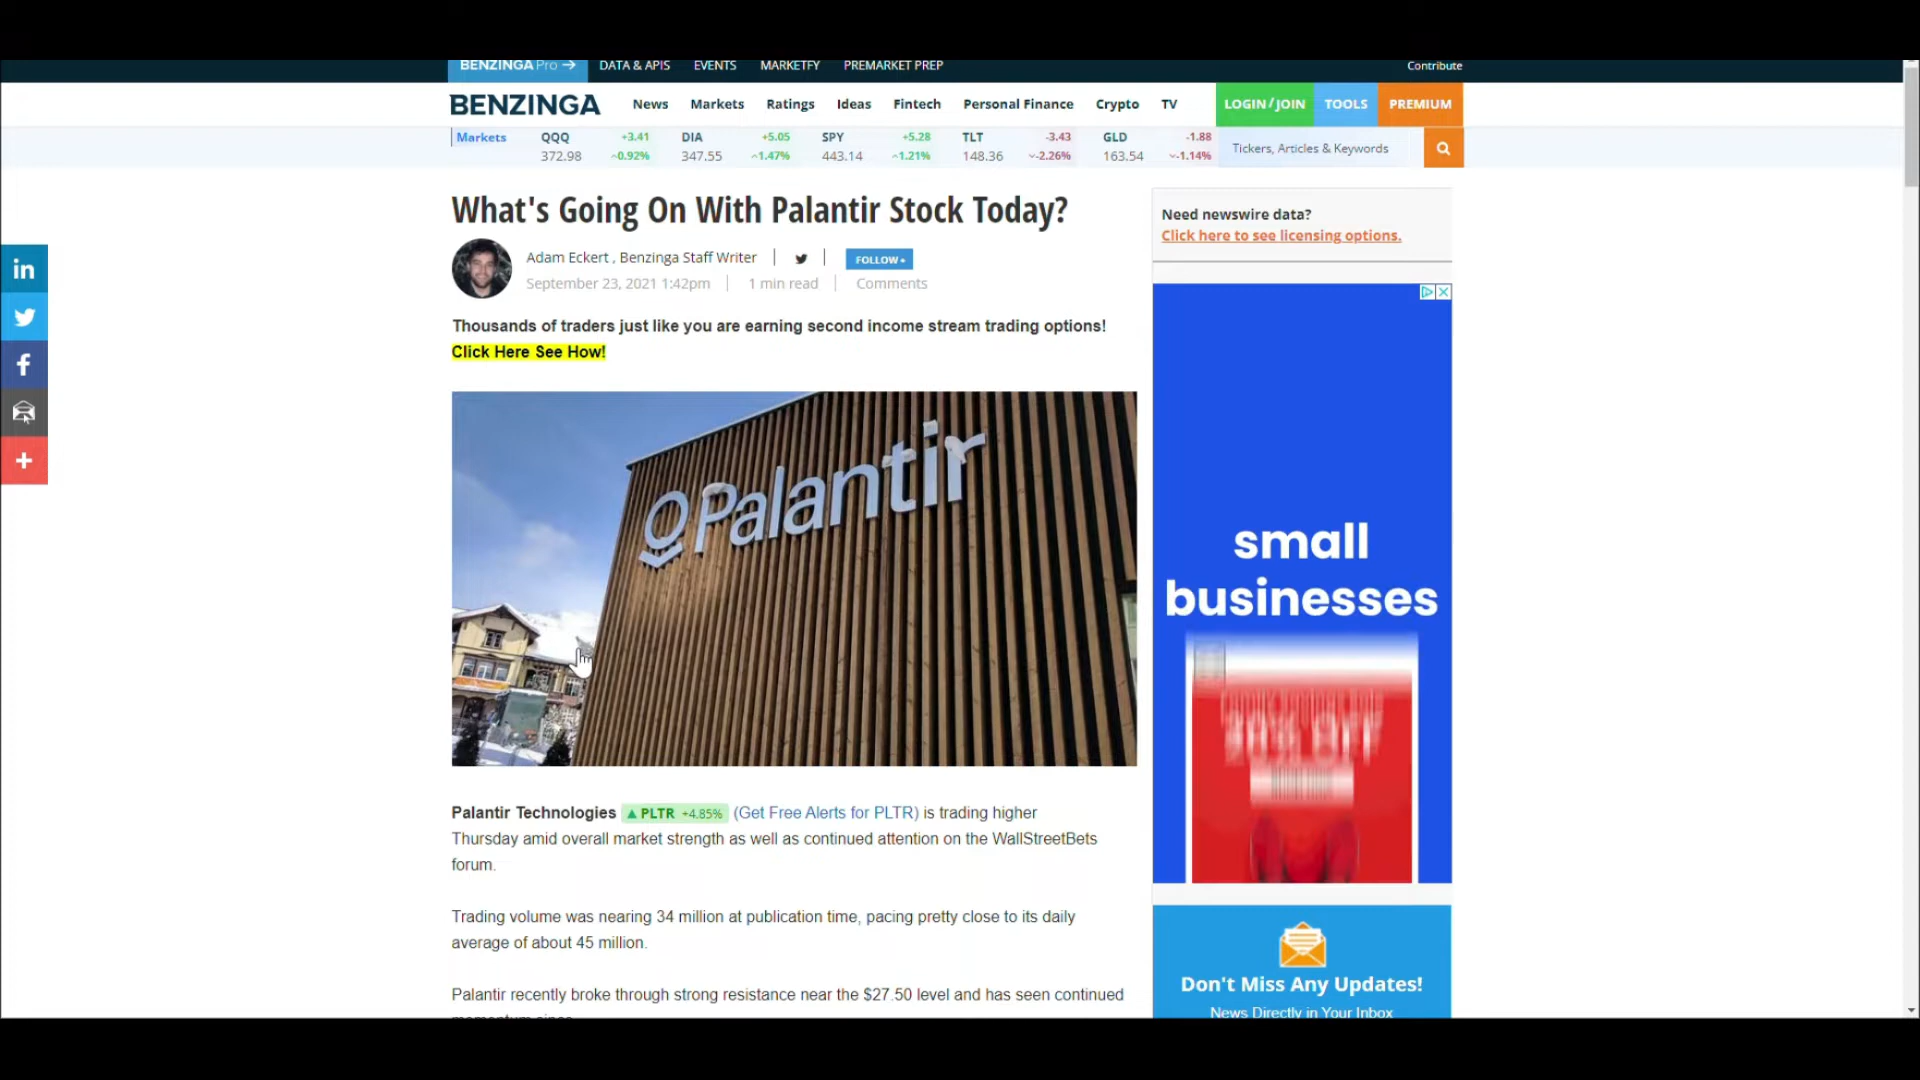 BENZINGA Pro →
DATA & APIS
EVENTS
MARKETFY
PREMARKET PREP
Contribute
BENZINGA
News
Markets
Ratings
Ideas
Fintech
Personal Finance
Crypto
TV
LOGIN/JOIN
TOOLS
PREMIUM
Markets
QQQ +3.41
372.98 0.92%
DIA +5.05
347.55 1.47%
SPY +5.28
443.14 1.21%
TLT -3.43
148.36 -2.26%
GLD -1.88
163.54 -1.14%
Tickers, Articles & Keywords
What's Going On With Palantir Stock Today?
Adam Eckert , Benzinga Staff Writer
FOLLOW+
September 23, 2021 1:42pm
1 min read
Comments
Thousands of traders just like you are earning second income stream trading options!
Click Here See How!
Palantir
Palantir Technologies ▲ PLTR +4.85% (Get Free Alerts for PLTR) is trading higher
Thursday amid overall market strength as well as continued attention on the WallStreetBets
forum.
Trading volume was nearing 34 million at publication time, pacing pretty close to its daily
average of about 45 million.
Palantir recently broke through strong resistance near the $27.50 level and has seen continued
Need newswire data?
Click here to see licensing options.
small
businesses
Don't Miss Any Updates!
News Directly in Your Inbox